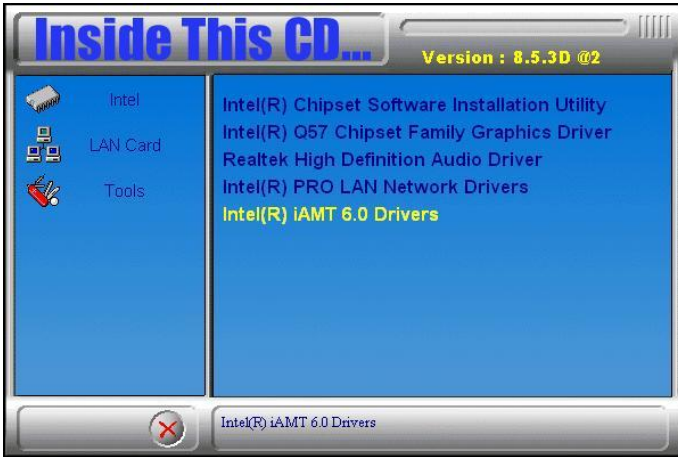 Inside This CD...
Version : 8.5.3D @2
Intel
LAN Card
Tools
Intel(R) Chipset Software Installation Utility
Intel(R) Q57 Chipset Family Graphics Driver
Realtek High Definition Audio Driver
Intel(R) PRO LAN Network Drivers
Intel(R) iAMT 6.0 Drivers
Intel(R) iAMT 6.0 Drivers